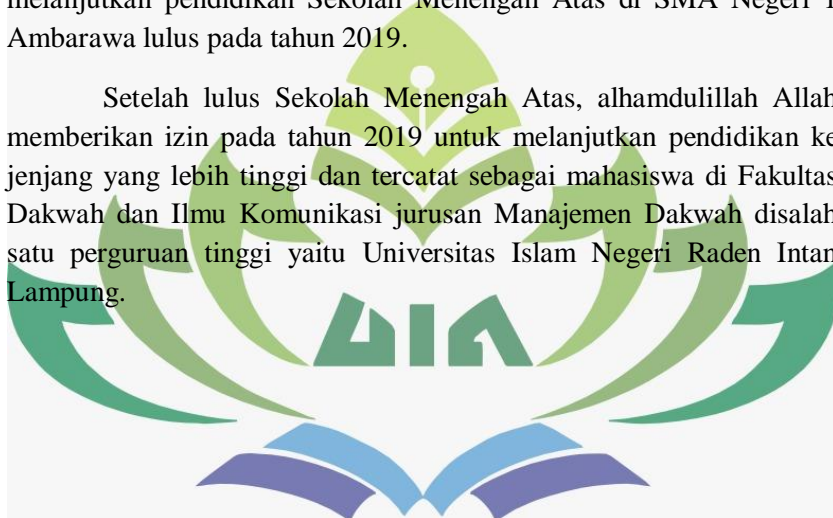 melanjutkan pendidikan Sekolah Menengah Atas di SMA Negeri 1
Ambarawa lulus pada tahun 2019.
Setelah lulus Sekolah Menengah Atas, alhamdulillah Allah
memberikan izin pada tahun 2019 untuk melanjutkan pendidikan ke
jenjang yang lebih tinggi dan tercatat sebagai mahasiswa di Fakultas
Dakwah dan Ilmu Komunikasi jurusan Manajemen Dakwah disalah
satu perguruan tinggi yaitu Universitas Islam Negeri Raden Intan
Lampung.
UIN